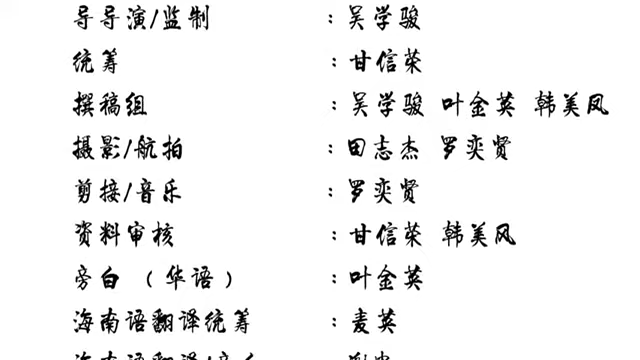 导导演/监制 : 吴学骏
统筹 : 甘信荣
撰稿组 : 吴学骏 叶金英 韩美凤
摄影/航拍 : 田志杰 罗奕贤
剪接/音乐 : 罗奕贤
资料审核 : 甘信荣 韩美风
旁白 (华语) : 叶金英
海南语翻译统筹 : 麦英